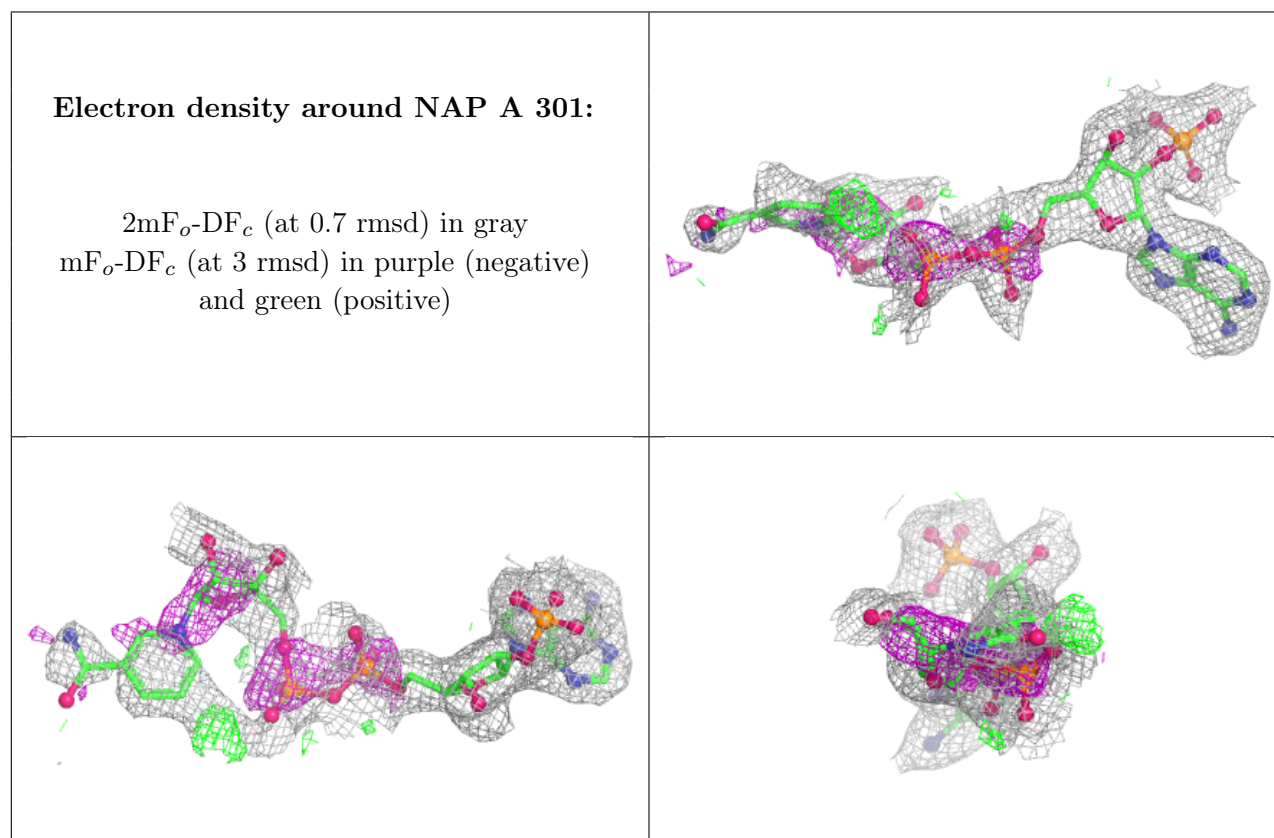 Electron density around NAP A 301:
2mFo-DFc (at 0.7 rmsd) in gray
mFo-DFc (at 3 rmsd) in purple (negative)
and green (positive)